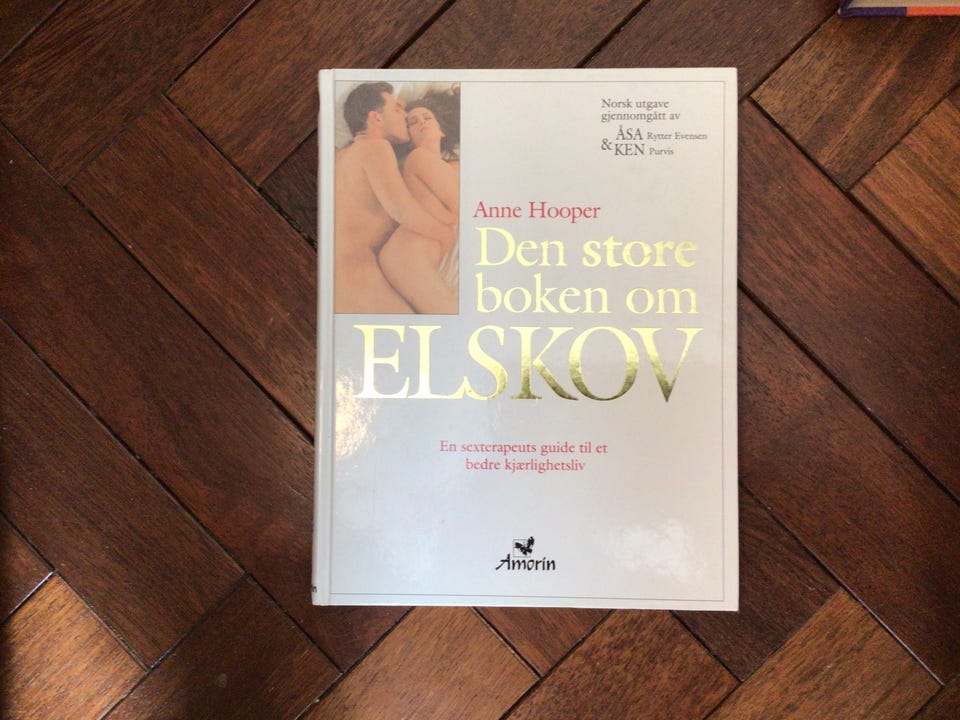 Norsk utgave
gjennomgått av
ÅSA Rytter Evensen
& KEN Purvis
Anne Hooper
Den store
boken om
ELSKOV
En sexterapeuts guide til et
bedre kjærlighetsliv
Amorin